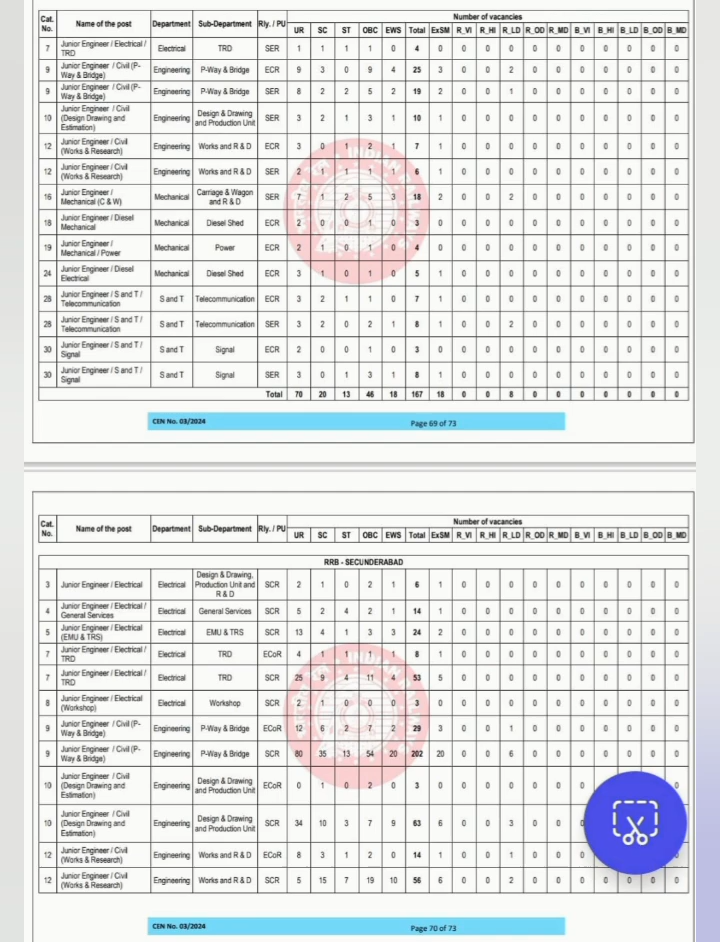 Cat. No. Name of the post Department Sub-Department Rly. / PU Number of vacancies
UR SC ST OBC EWS Total ExSM R_VI R_HI R_LD R_OD R_MD B_VI B_HI B_LD B_OD B_MD
7 Junior Engineer / Electrical / TRD Electrical TRD SER 1 1 1 1 0 4 0 0 0 0 0 0 0 0 0 0 0
9 Junior Engineer / Civil (P-Way & Bridge) Engineering P-Way & Bridge ECR 9 3 0 9 4 25 3 0 0 2 0 0 0 0 0 0 0
9 Junior Engineer / Civil (P-Way & Bridge) Engineering P-Way & Bridge SER 8 2 2 5 2 19 2 0 0 1 0 0 0 0 0 0 0
10 Junior Engineer / Civil (Design Drawing and Estimation) Engineering Design & Drawing and Production Unit SER 3 2 1 3 1 10 1 0 0 0 0 0 0 0 0 0 0
12 Junior Engineer / Civil (Works & Research) Engineering Works and R & D ECR 3 0 1 2 1 7 1 0 0 0 0 0 0 0 0 0 0
12 Junior Engineer / Civil (Works & Research) Engineering Works and R & D SER 2 1 1 1 1 6 1 0 0 0 0 0 0 0 0 0 0
16 Junior Engineer / Mechanical (C & W) Mechanical Carriage & Wagon and R & D SER 7 1 2 5 3 18 2 0 0 2 0 0 0 0 0 0 0
18 Junior Engineer / Diesel Mechanical Mechanical Diesel Shed ECR 2 0 0 1 0 3 0 0 0 0 0 0 0 0 0 0 0
19 Junior Engineer / Mechanical / Power Mechanical Power ECR 2 1 0 1 0 4 0 0 0 0 0 0 0 0 0 0 0
24 Junior Engineer / Diesel Electrical Mechanical Diesel Shed ECR 3 1 0 1 0 5 1 0 0 0 0 0 0 0 0 0 0
28 Junior Engineer / S and T / Telecommunication S and T Telecommunication ECR 3 2 1 1 0 7 1 0 0 0 0 0 0 0 0 0 0
28 Junior Engineer / S and T / Telecommunication S and T Telecommunication SER 3 2 0 2 1 8 1 0 0 2 0 0 0 0 0 0 0
30 Junior Engineer / S and T / Signal S and T Signal ECR 2 0 0 1 0 3 0 0 0 0 0 0 0 0 0 0 0
30 Junior Engineer / S and T / Signal S and T Signal SER 3 0 1 3 1 8 1 0 0 0 0 0 0 0 0 0 0
Total 70 20 13 46 18 167 18 0 0 8 0 0 0 0 0 0 0
CEN No. 03/2024 Page 69 of 73
Cat. No. Name of the post Department Sub-Department Rly. / PU Number of vacancies
UR SC ST OBC EWS Total ExSM R_VI R_HI R_LD R_OD R_MD B_VI B_HI B_LD B_OD B_MD
RRB - SECUNDERABAD
3 Junior Engineer / Electrical Electrical Design & Drawing, Production Unit and R & D SCR 2 1 0 2 1 6 1 0 0 0 0 0 0 0 0 0 0
4 Junior Engineer / Electrical / General Services Electrical General Services SCR 5 2 4 2 1 14 1 0 0 0 0 0 0 0 0 0 0
5 Junior Engineer / Electrical (EMU & TRS) Electrical EMU & TRS SCR 13 4 1 3 3 24 2 0 0 0 0 0 0 0 0 0 0
7 Junior Engineer / Electrical / TRD Electrical TRD ECoR 4 1 1 1 1 8 1 0 0 0 0 0 0 0 0 0 0
7 Junior Engineer / Electrical / TRD Electrical TRD SCR 25 9 4 11 4 53 5 0 0 0 0 0 0 0 0 0 0
8 Junior Engineer / Electrical (Workshop) Electrical Workshop SCR 2 1 0 0 0 3 0 0 0 0 0 0 0 0 0 0 0
9 Junior Engineer / Civil (P-Way & Bridge) Engineering P-Way & Bridge ECoR 12 6 2 7 2 29 3 0 0 1 0 0 0 0 0 0 0
9 Junior Engineer / Civil (P-Way & Bridge) Engineering P-Way & Bridge SCR 80 35 13 54 20 202 20 0 0 6 0 0 0 0 0 0 0
10 Junior Engineer / Civil (Design Drawing and Estimation) Engineering Design & Drawing and Production Unit ECoR 0 1 0 2 0 3 0 0 0 0 0 0 0 0
10 Junior Engineer / Civil (Design Drawing and Estimation) Engineering Design & Drawing and Production Unit SCR 34 10 3 7 9 63 6 0 0 3 0 0 0
12 Junior Engineer / Civil (Works & Research) Engineering Works and R & D ECoR 8 3 1 2 0 14 1 0 0 1 0 0 0 0
12 Junior Engineer / Civil (Works & Research) Engineering Works and R & D SCR 5 15 7 19 10 56 6 0 0 2 0 0 0 0 0 0 0
CEN No. 03/2024 Page 70 of 73